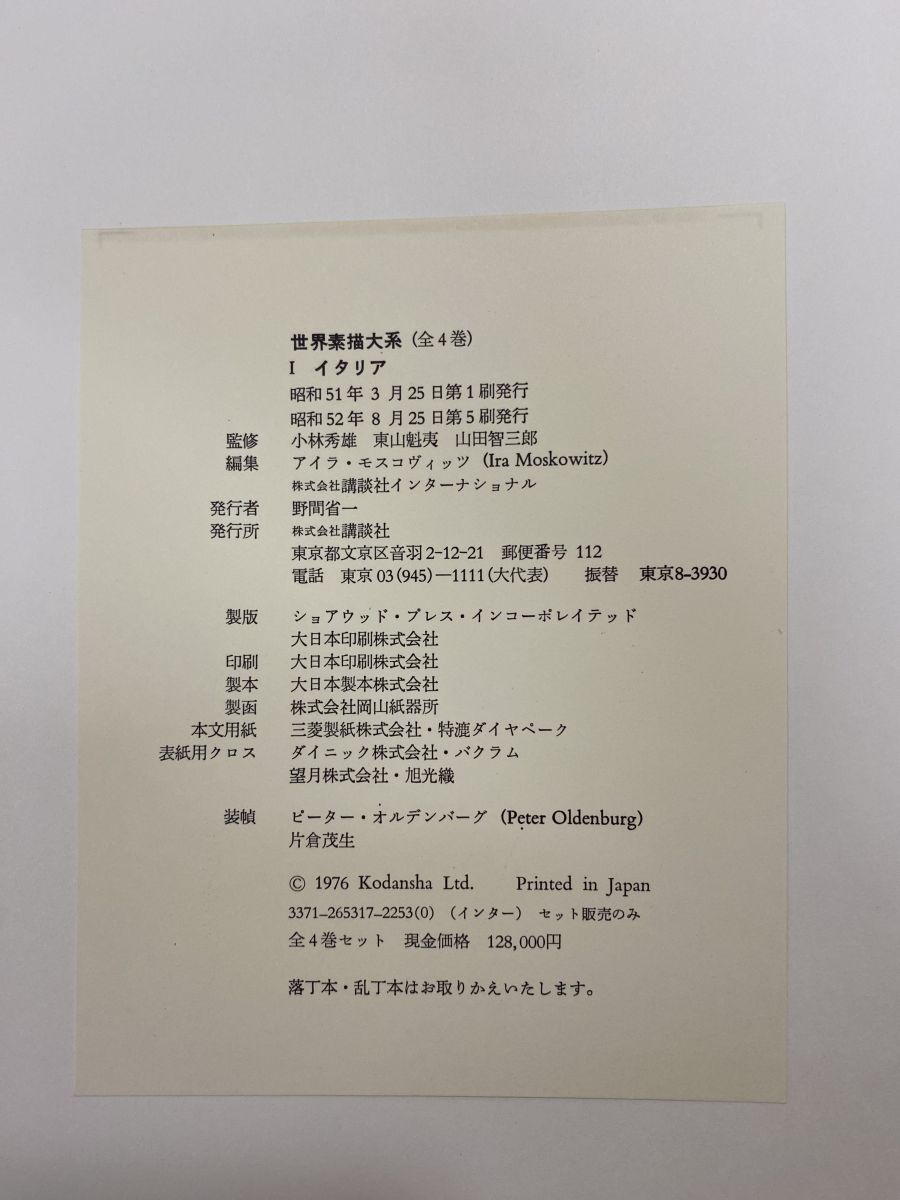 世界素描大系（全4巻）
I イタリア
昭和51年 3 月25日第1刷発行
昭和52年 8 月25日第5刷発行
監修 小林秀雄 東山魁夷 山田智三郎
編集 アイラ・モスコヴィッツ (Ira Moskowitz)
株式会社講談社インターナショナル
発行者 野間省一
発行所 株式会社講談社
東京都文京区音羽2-12-21 郵便番号 112
電話 東京03(945)—1111(大代表) 振替 東京8-3930
製版 ショアウッド・プレス・インコーポレイテッド
大日本印刷株式会社
印刷 大日本印刷株式会社
製本 大日本製本株式会社
製函 株式会社岡山紙器所
本文用紙 三菱製紙株式会社・特漉ダイヤペーク
表紙用クロス ダイニック株式会社・バクラム
望月株式会社・旭光織
装幀 ピーター・オルデンバーグ (Peter Oldenburg)
片倉茂生
© 1976 Kodansha Ltd. Printed in Japan
3371-265317-2253(0) （インター） セット販売のみ
全4巻セット 現金価格 128,000円
落丁本・乱丁本はお取りかえいたします。